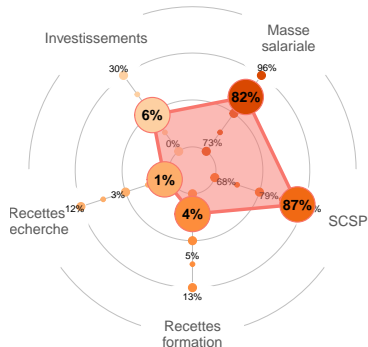 Investissements
Masse
salariale
30%
96%
82%
6%
0%
73%
1%
68%
79%
3%
12%
87%
%
4%
5%
13%
Recettes
echerche
SCSP
Recettes
formation